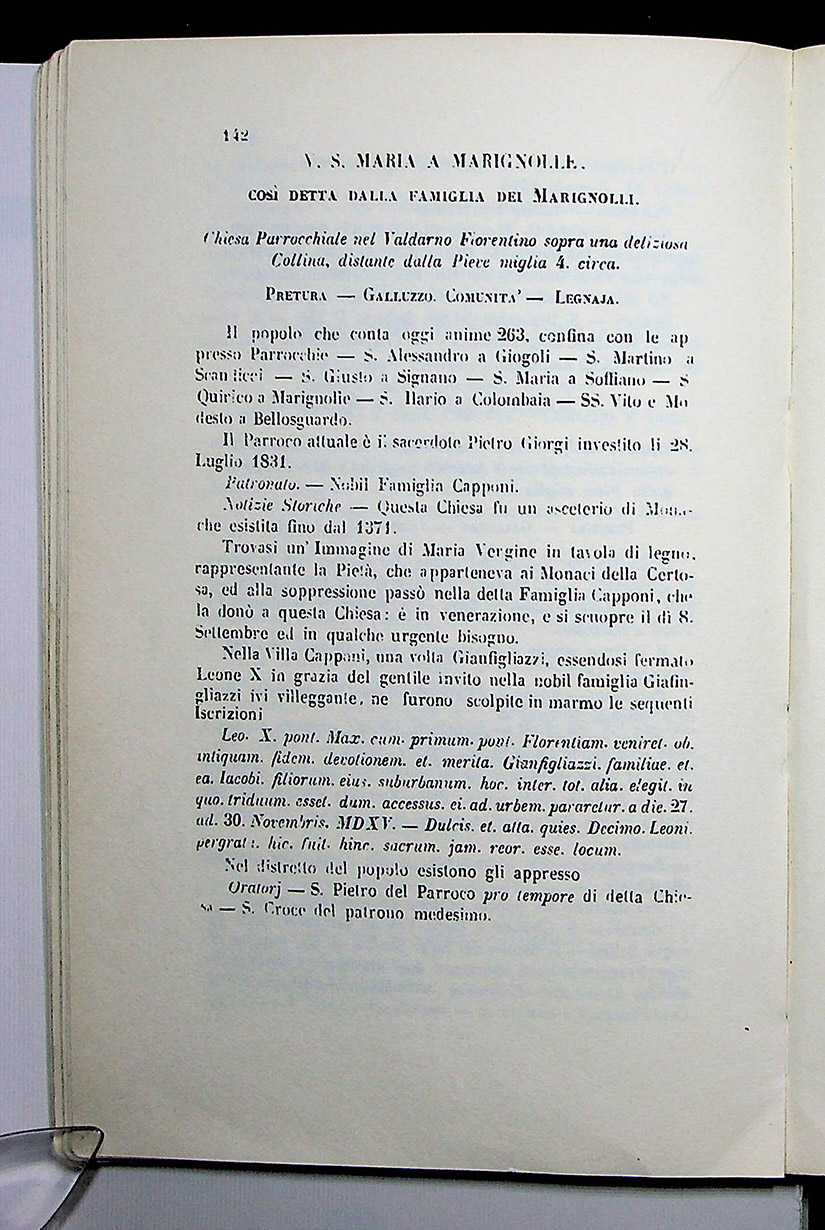 142
V. S. MARIA A MARIGNOLLE.
COSÌ DETTA DALLA FAMIGLIA DEI MARIGNOLLI.
Chiesa Parrocchiale nel Valdarno Fiorentino sopra una deliziosa
Collina, distante dalla Pieve miglia 4. circa.
PRETURA — GALLUZZO. COMUNITA' — LEGNAJA.
Il popolo che conta oggi anime 263, confina con le ap
presso Parrocchie — S. Alessandro a Giogoli — S. Martino a
Scandicci — S. Giusto a Signano — S. Maria a Soffiano — S
Quirico a Marignolle — S. Ilario a Colombaia — SS. Vito e Mo
desto a Bellosguardo.
Il Parroco attuale è il sacerdote Pietro Giorgi investito li 28.
Luglio 1831.
Patronato. — Nobil Famiglia Capponi.
Notizie Storiche — Questa Chiesa fu un asceterio di Mona-
che esistita fino dal 1371.
Trovasi un' Immagine di Maria Vergine in tavola di legno,
rappresentante la Pietà, che apparteneva ai Monaci della Certo-
sa, ed alla soppressione passò nella detta Famiglia Capponi, che
la donò a questa Chiesa: è in venerazione, e si scuopre il dì 8.
Settembre ed in qualche urgente bisogno.
Nella Villa Capponi, una volta Gianfigliazzi, essendosi fermato
Leone X in grazia del gentile invito nella nobil famiglia Giafin-
gliazzi ivi villeggante, ne furono scolpite in marmo le sequenti
Iscrizioni
Leo. X. pont. Max. cum. primum. pont. Florentiam. veniret. ob.
antiquam. fidem. devotionem. et. merita. Gianfigliazzi. familiae. et.
ea. Iacobi. filiorum. eius. suburbanum. hoc. inter. tot. alia. elegit. in
quo. triduum. esset. dum. accessus. ei. ad. urbem. pararetur. a die. 27.
ad. 30. Novembris. MDXV. — Dulcis. et. alta. quies. Decimo. Leoni.
pergrata. hic. fuit. hinc. sacrum. jam. reor. esse. locum.
Nel distretto del popolo esistono gli appresso
Oratorj — S. Pietro del Parroco pro tempore di detta Chie-
sa — S. Croce del patrono medesimo.